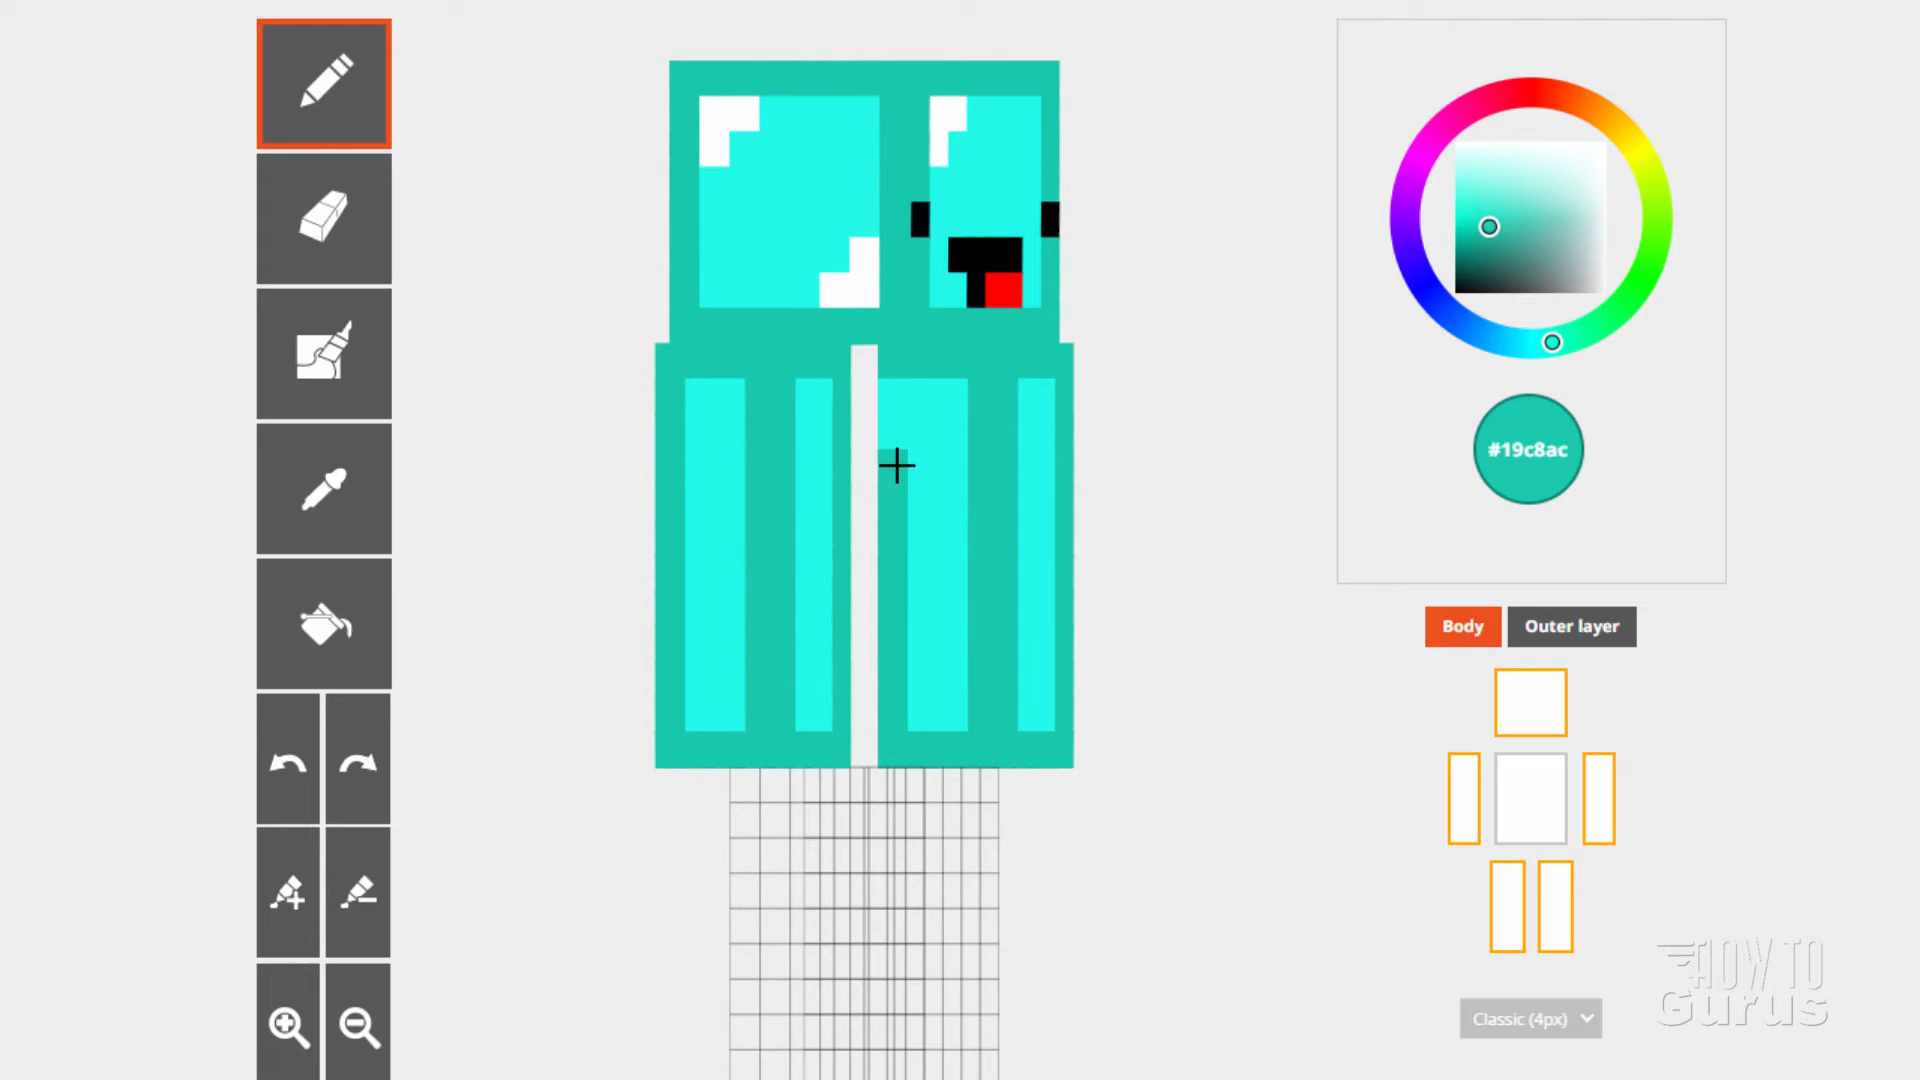 #19c8ac
Body
Outer layer
Classic (4px)
HOW TO
Gurus